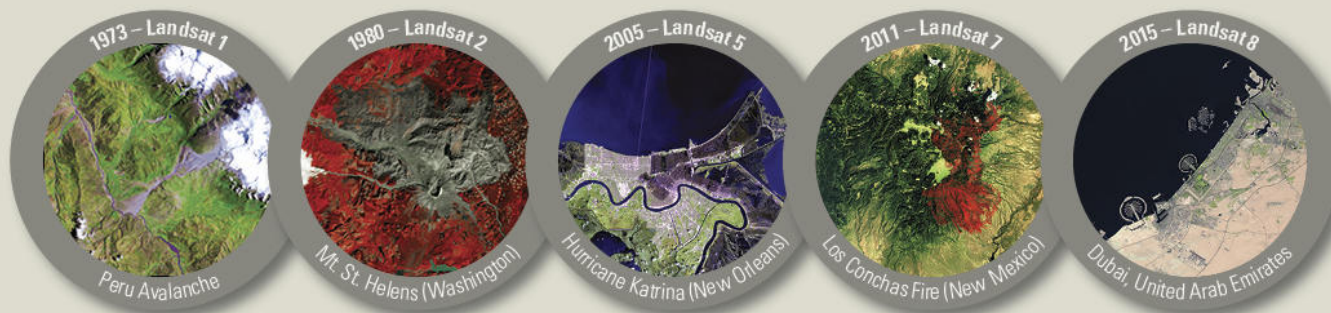 1973 – Landsat 1
Peru Avalanche
1980 – Landsat 2
Mt. St. Helens (Washington)
2005 – Landsat 5
Hurricane Katrina (New Orleans)
2011 – Landsat 7
Los Conchas Fire (New Mexico)
2015 – Landsat 8
Dubai, United Arab Emirates